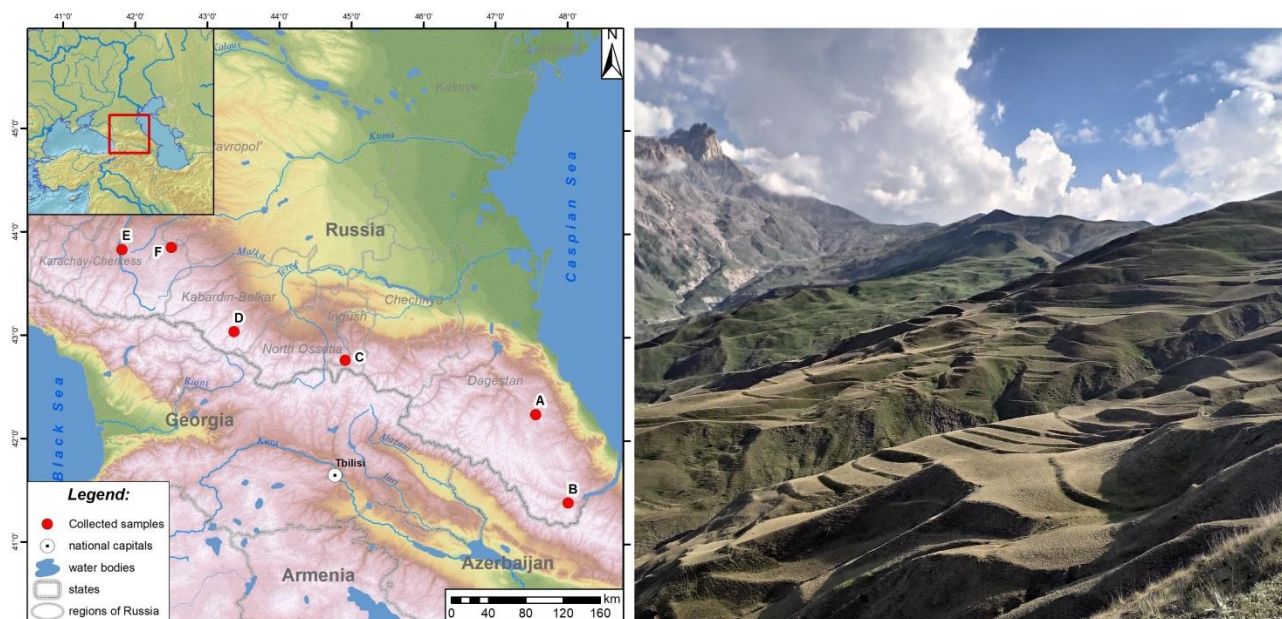 41°0' 42°0' 43°0' 44°0' 45°0' 46°0' 47°0' 48°0'
N
Kalaus
Kalmyk
45°0'
Kuma
Russia
Caspian Sea
44°0'
E
F
Karachay-Cherkess
Malka
Terek
Kabardin-Balkar
Chechnya
Ingush
43°0'
D
North Ossetia
C
Dagestan
Rioni
A
Black Sea
Georgia
42°0'
Kura
Alazani
Tbilisi
Iori
B
Legend:
Collected samples
national capitals
water bodies
states
regions of Russia
41°0'
Azerbaijan
Armenia
km
0 20 40 80 120 160